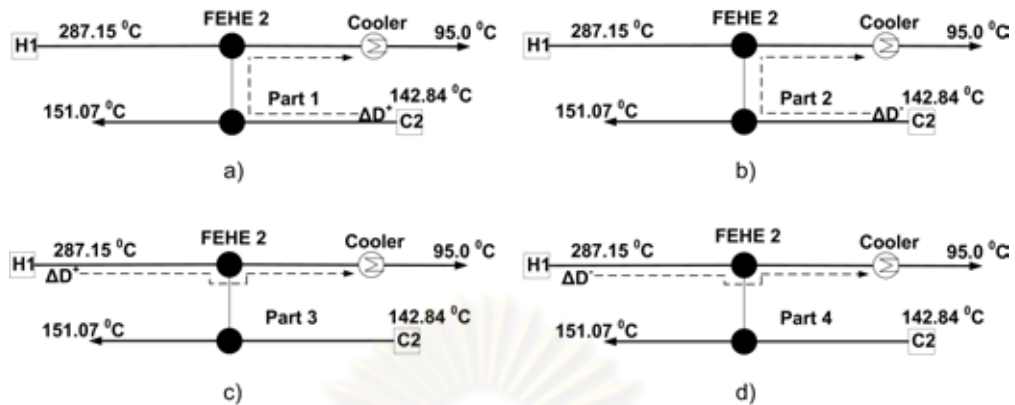 FEHE 2 Cooler
H1 287.15 ⁰C 95.0 ⁰C
Part 1 142.84 ⁰C
151.07 ⁰C ΔD⁺ C2
a)
FEHE 2 Cooler
H1 287.15 ⁰C 95.0 ⁰C
Part 2 142.84 ⁰C
151.07 ⁰C ΔD⁻ C2
b)
FEHE 2 Cooler
H1 287.15 ⁰C 95.0 ⁰C
ΔD⁺
151.07 ⁰C Part 3 142.84 ⁰C
C2
c)
FEHE 2 Cooler
H1 287.15 ⁰C 95.0 ⁰C
ΔD⁻
151.07 ⁰C Part 4 142.84 ⁰C
C2
d)